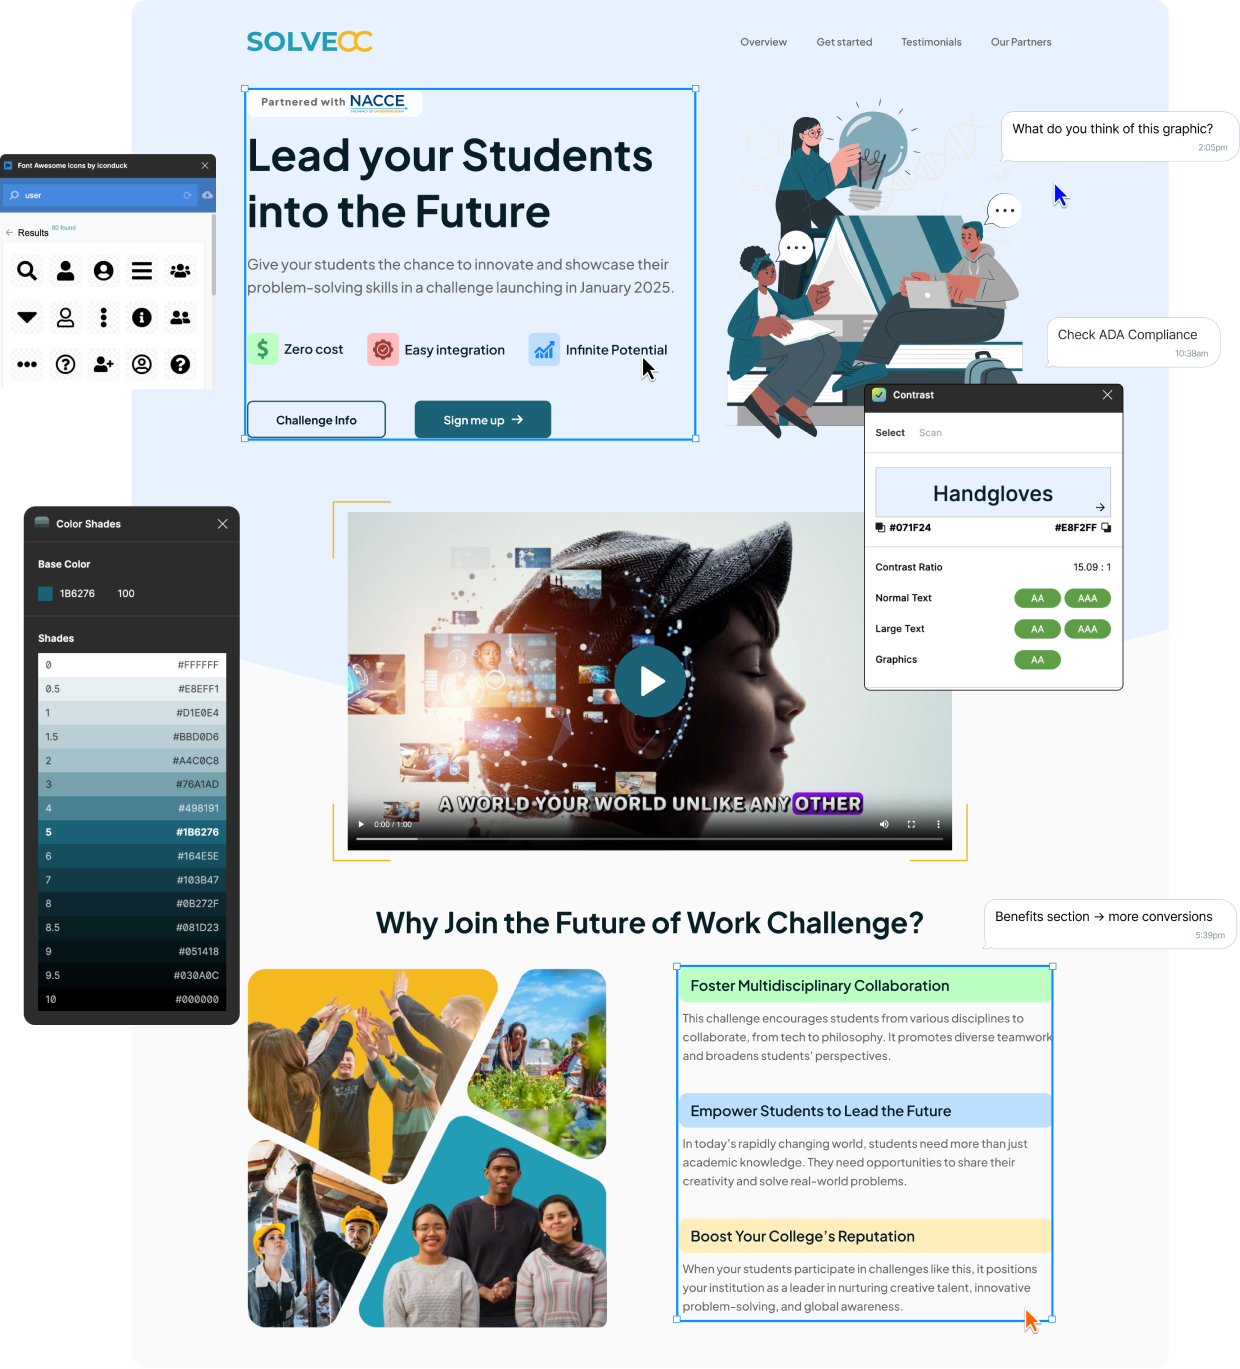 SOLVECC
Overview
Get started
Testimonials
Our Partners
Partnered with NACCE
Lead your Students
into the Future
Give your students the chance to innovate and showcase their
problem-solving skills in a challenge launching in January 2025.
$ Zero cost
Easy integration
Infinite Potential
Challenge Info
Sign me up →
What do you think of this graphic?
2:05pm
Check ADA Compliance
10:38am
Font Awesome Icons by Iconduck
user
← Results 80 found
Contrast
Select
Scan
Handgloves
→
#071F24
#E8F2FF
Contrast Ratio
15.09 : 1
Normal Text
AA
AAA
Large Text
AA
AAA
Graphics
AA
Color Shades
Base Color
1B6276
100
Shades
0 #FFFFFF
0.5 #E8EFF1
1 #D1E0E4
1.5 #BBD0D6
2 #A4C0C8
3 #76A1AD
4 #498191
5 #1B6276
6 #164E5E
7 #103B47
8 #0B272F
8.5 #081D23
9 #051418
9.5 #030A0C
10 #000000
A WORLD YOUR WORLD UNLIKE ANY OTHER
0:00 / 1:00
Why Join the Future of Work Challenge?
Benefits section → more conversions
5:39pm
Foster Multidisciplinary Collaboration
This challenge encourages students from various disciplines to
collaborate, from tech to philosophy. It promotes diverse teamwork
and broadens students' perspectives.
Empower Students to Lead the Future
In today's rapidly changing world, students need more than just
academic knowledge. They need opportunities to share their
creativity and solve real-world problems.
Boost Your College's Reputation
When your students participate in challenges like this, it positions
your institution as a leader in nurturing creative talent, innovative
problem-solving, and global awareness.